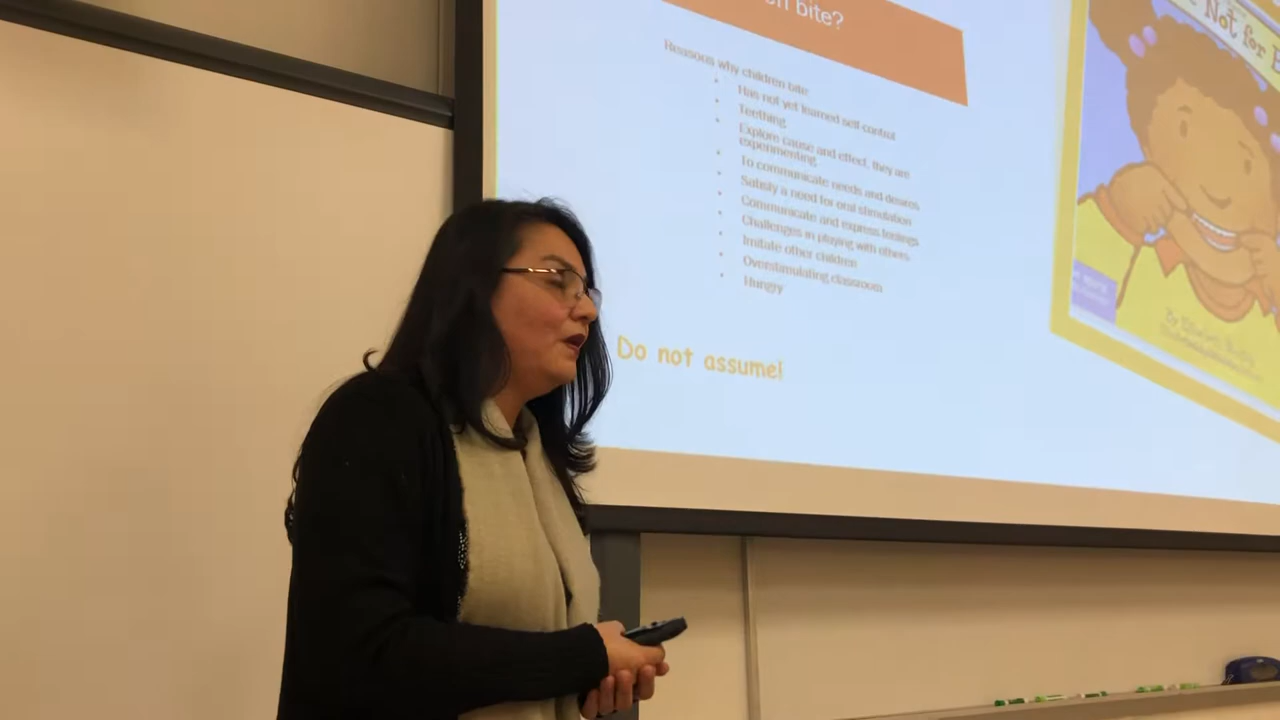 bite?
Reasons why children bite
Has not yet learned self control
Teething
Explore cause and effect, they are
experimenting
To communicate needs and desires
Satisfy a need for oral stimulation
Communicate and express feelings
Challenges in playing with others.
Imitate other children
Overstimulating classroom
Hungry
Do not assume!
Not for
By